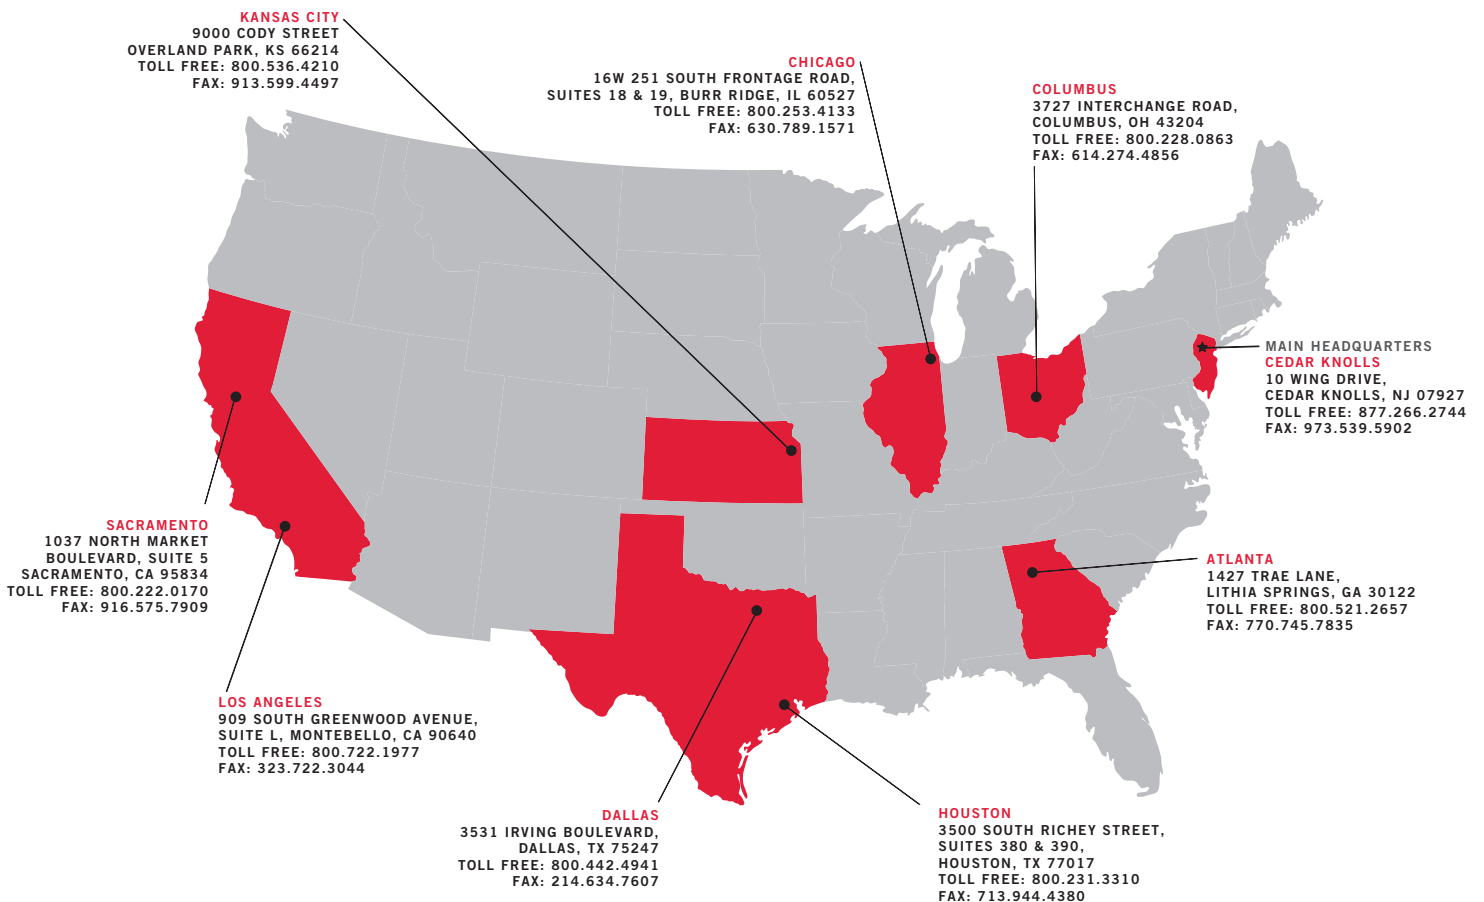 KANSAS CITY
9000 CODY STREET
OVERLAND PARK, KS 66214
TOLL FREE: 800.536.4210
FAX: 913.599.4497
CHICAGO
16W 251 SOUTH FRONTAGE ROAD,
SUITES 18 & 19, BURR RIDGE, IL 60527
TOLL FREE: 800.253.4133
FAX: 630.789.1571
COLUMBUS
3727 INTERCHANGE ROAD,
COLUMBUS, OH 43204
TOLL FREE: 800.228.0863
FAX: 614.274.4856
MAIN HEADQUARTERS
CEDAR KNOLLS
10 WING DRIVE,
CEDAR KNOLLS, NJ 07927
TOLL FREE: 877.266.2744
FAX: 973.539.5902
SACRAMENTO
1037 NORTH MARKET
BOULEVARD, SUITE 5
SACRAMENTO, CA 95834
TOLL FREE: 800.222.0170
FAX: 916.575.7909
ATLANTA
1427 TRAE LANE,
LITHIA SPRINGS, GA 30122
TOLL FREE: 800.521.2657
FAX: 770.745.7835
LOS ANGELES
909 SOUTH GREENWOOD AVENUE,
SUITE L, MONTEBELLO, CA 90640
TOLL FREE: 800.722.1977
FAX: 323.722.3044
DALLAS
3531 IRVING BOULEVARD,
DALLAS, TX 75247
TOLL FREE: 800.442.4941
FAX: 214.634.7607
HOUSTON
3500 SOUTH RICHEY STREET,
SUITES 380 & 390,
HOUSTON, TX 77017
TOLL FREE: 800.231.3310
FAX: 713.944.4380